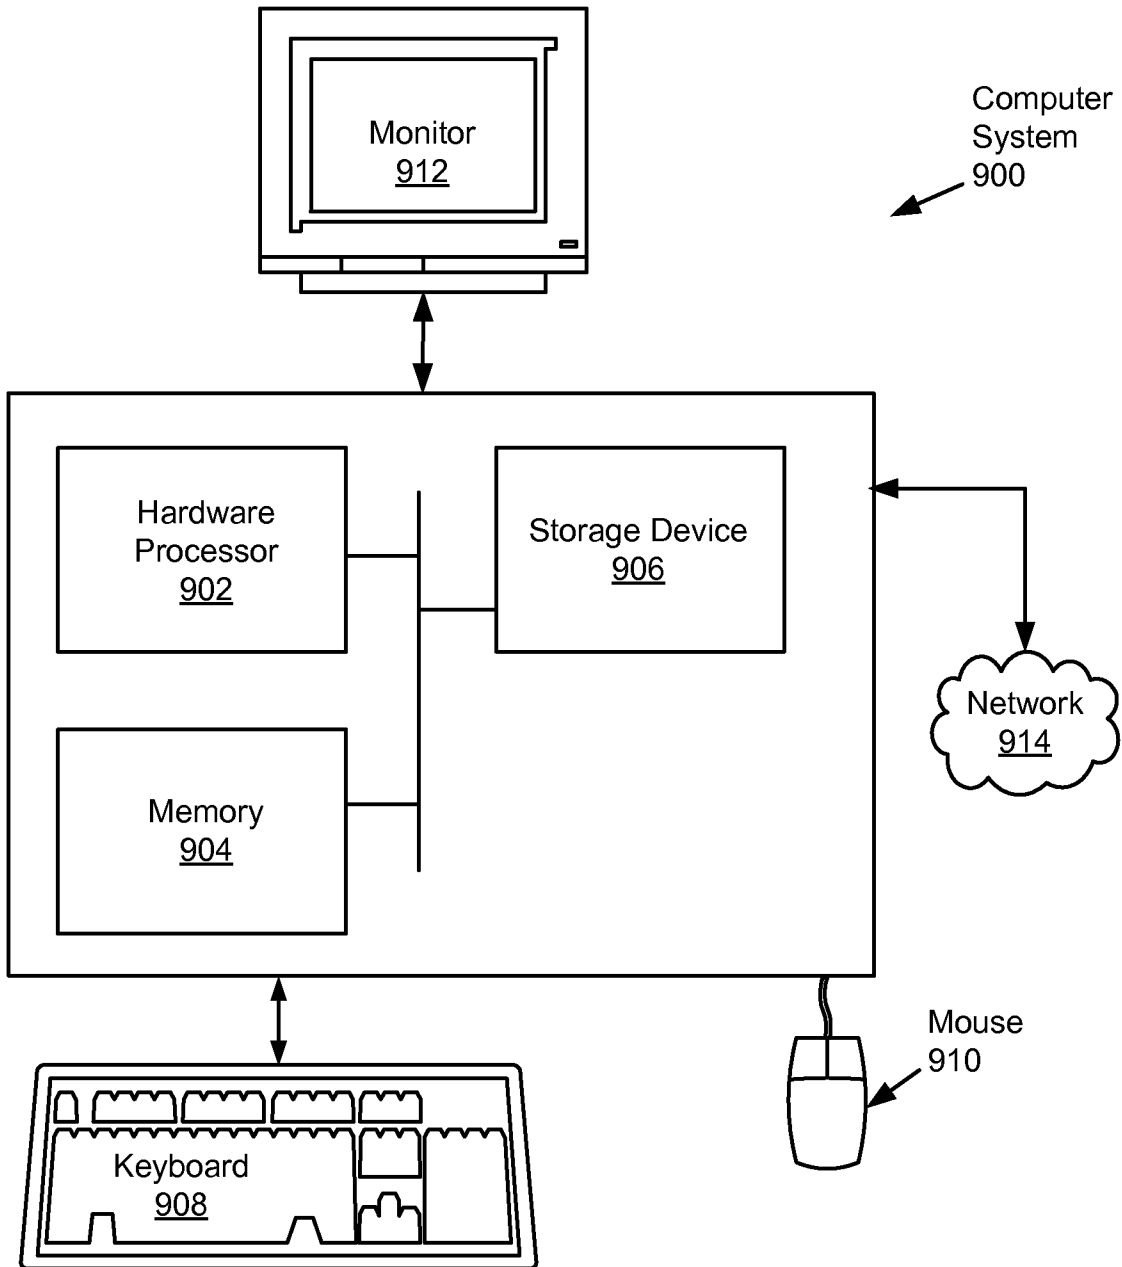 Computer
System
900
Monitor
912
Hardware
Processor
902
Storage Device
906
Network
914
Memory
904
Mouse
910
Keyboard
908